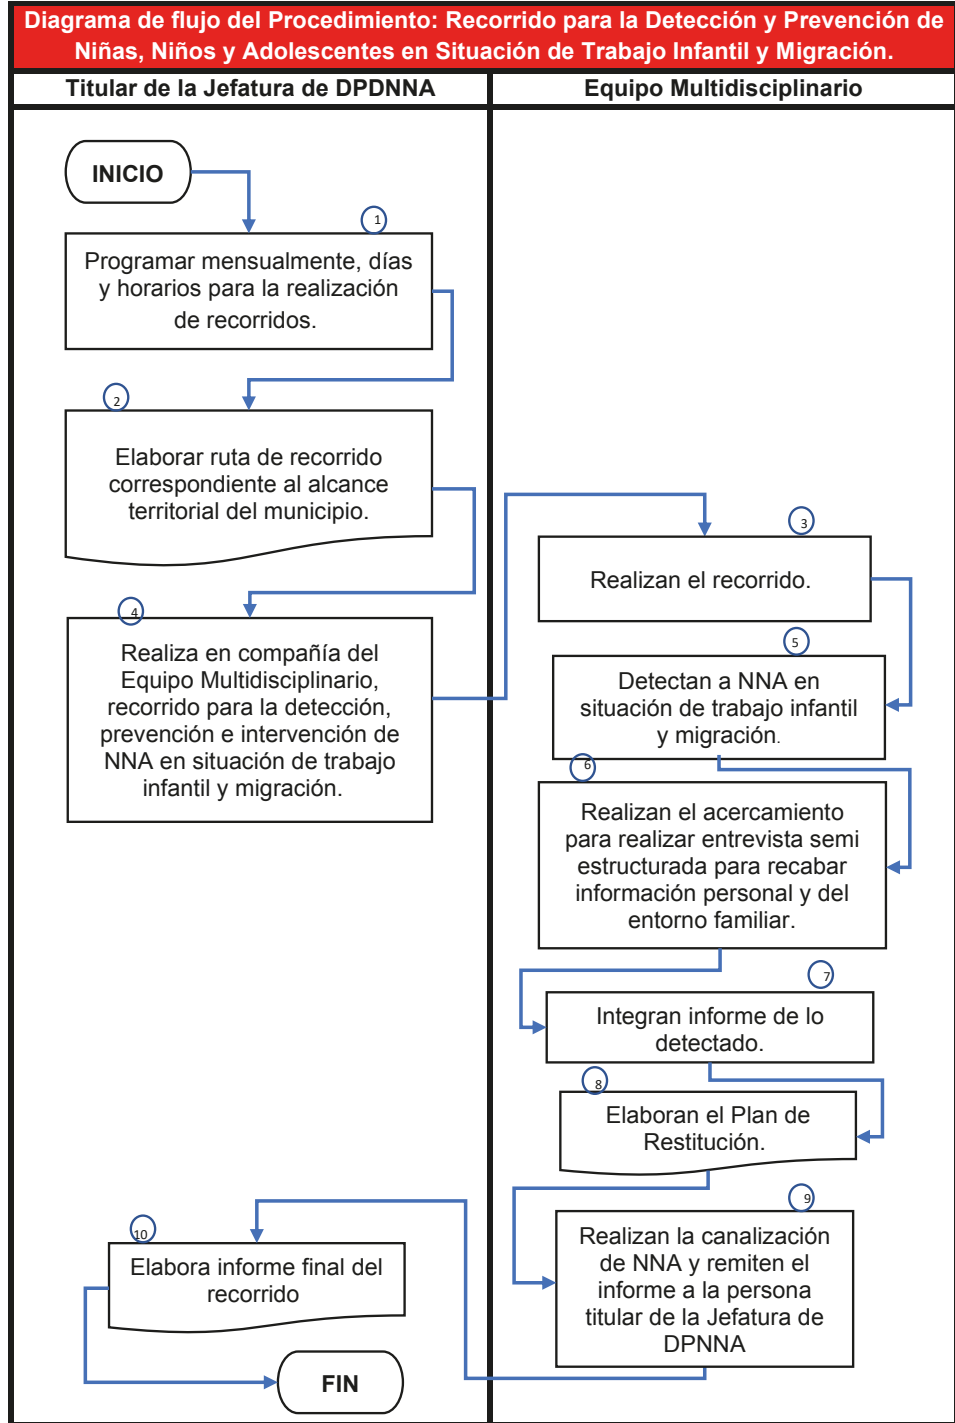 Diagrama de flujo del Procedimiento: Recorrido para la Detección y Prevención de
Niñas, Niños y Adolescentes en Situación de Trabajo Infantil y Migración.
Titular de la Jefatura de DPDNNA
Equipo Multidisciplinario
INICIO
1
Programar mensualmente, días
y horarios para la realización
de recorridos.
2
Elaborar ruta de recorrido
correspondiente al alcance
territorial del municipio.
3
Realizan el recorrido.
4
Realiza en compañía del
Equipo Multidisciplinario,
recorrido para la detección,
prevención e intervención de
NNA en situación de trabajo
infantil y migración.
5
Detectan a NNA en
situación de trabajo infantil
y migración.
6
Realizan el acercamiento
para realizar entrevista semi
estructurada para recabar
información personal y del
entorno familiar.
7
Integran informe de lo
detectado.
8
Elaboran el Plan de
Restitución.
9
Realizan la canalización
de NNA y remiten el
informe a la persona
titular de la Jefatura de
DPNNA
10
Elabora informe final del
recorrido
FIN